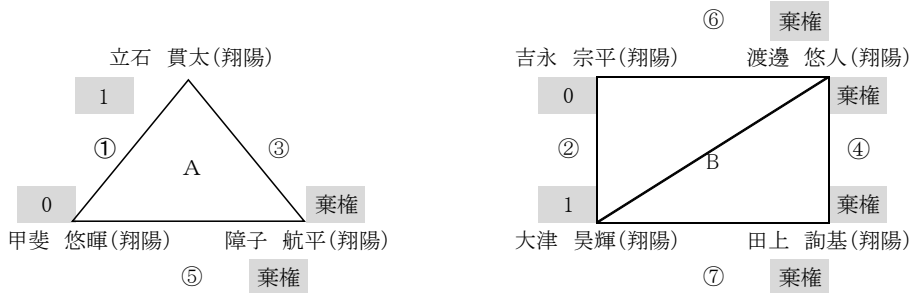 ⑥ 棄権
立石 貫太(翔陽)
吉永 宗平(翔陽) 渡邊 悠人(翔陽)
1
0 棄権
① ③
A
② B ④
0 棄権
1 棄権
甲斐 悠暉(翔陽) 障子 航平(翔陽)
大津 昊輝(翔陽) 田上 詢基(翔陽)
⑤ 棄権
⑦ 棄権